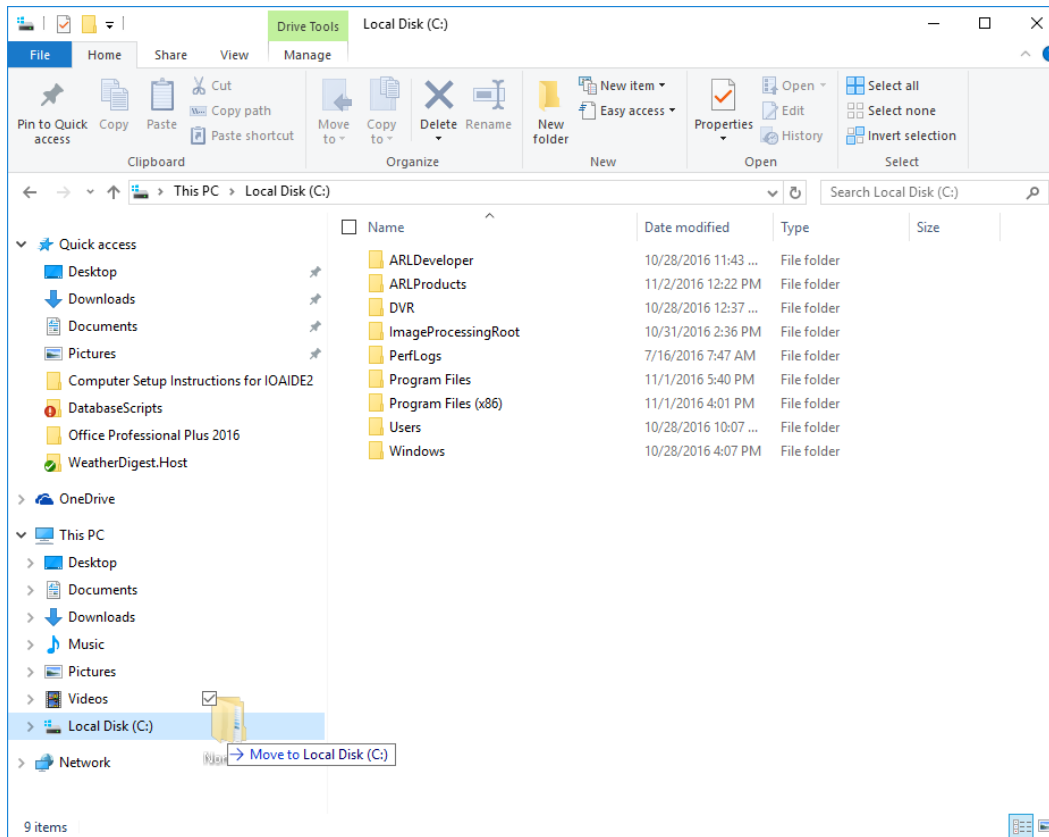 Drive Tools Local Disk (C:)
File Home Share View Manage
Pin to Quick access
Copy
Paste
Cut
Copy path
Paste shortcut
Clipboard
Move to
Copy to
Delete
Rename
Organize
New folder
New item
Easy access
New
Properties
Open
Edit
History
Open
Select all
Select none
Invert selection
Select
This PC > Local Disk (C:)
Search Local Disk (C:)
Name Date modified Type Size
Quick access
Desktop
Downloads
Documents
Pictures
Computer Setup Instructions for IOAIDE2
DatabaseScripts
Office Professional Plus 2016
WeatherDigest.Host
OneDrive
This PC
Desktop
Documents
Downloads
Music
Pictures
Videos
Local Disk (C:)
Network
ARLDeveloper 10/28/2016 11:43 ... File folder
ARLProducts 11/2/2016 12:22 PM File folder
DVR 10/28/2016 12:37 ... File folder
ImageProcessingRoot 10/31/2016 2:36 PM File folder
PerfLogs 7/16/2016 7:47 AM File folder
Program Files 11/1/2016 5:40 PM File folder
Program Files (x86) 11/1/2016 4:01 PM File folder
Users 10/28/2016 10:07 ... File folder
Windows 10/28/2016 4:07 PM File folder
Move to Local Disk (C:)
9 items